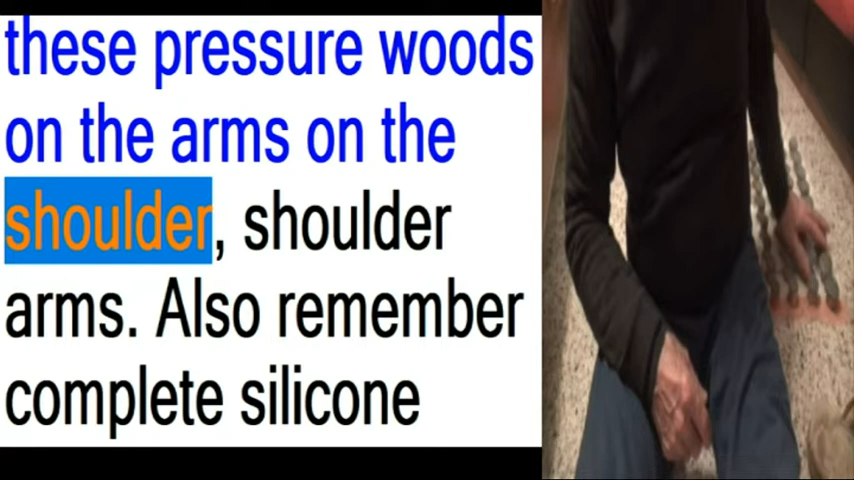 these pressure woods
on the arms on the
shoulder, shoulder
arms. Also remember
complete silicone